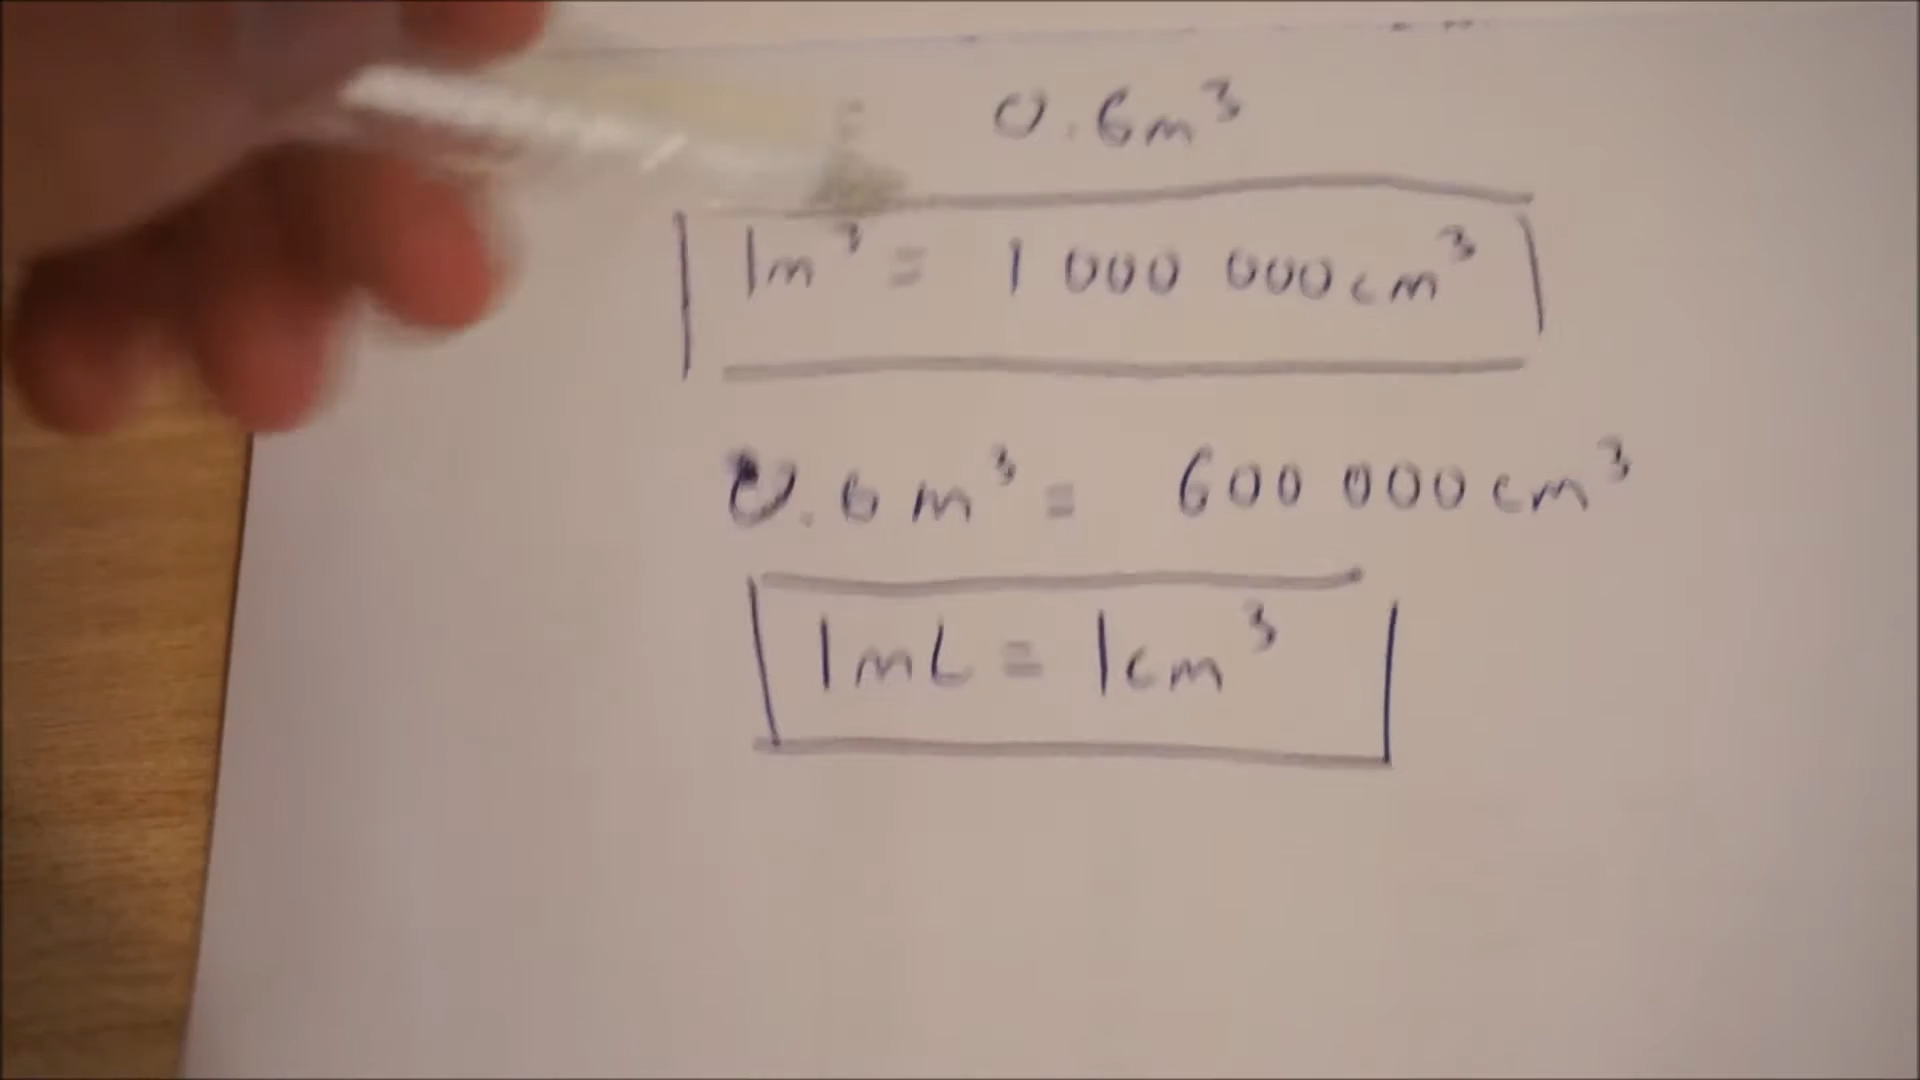 = 0.6m³
1m³ = 1 000 000cm³
0.6m³ = 600 000cm³
1mL = 1cm³